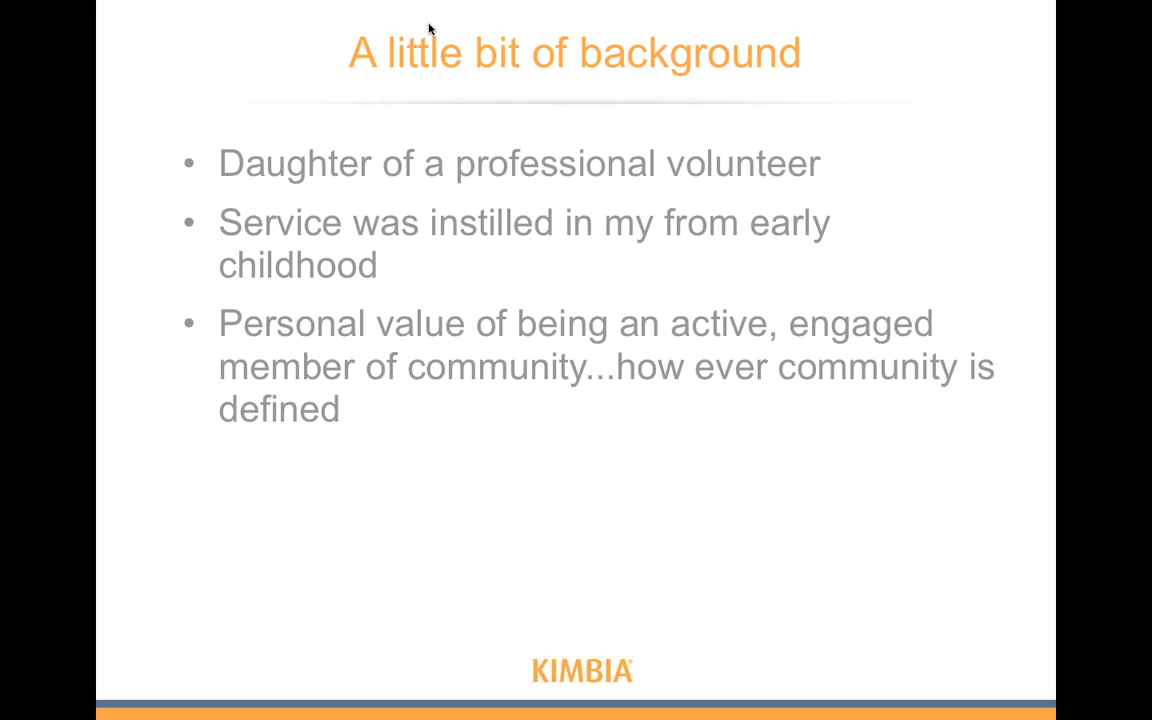 A little bit of background
• Daughter of a professional volunteer
• Service was instilled in my from early
childhood
• Personal value of being an active, engaged
member of community...how ever community is
defined
KIMBIA